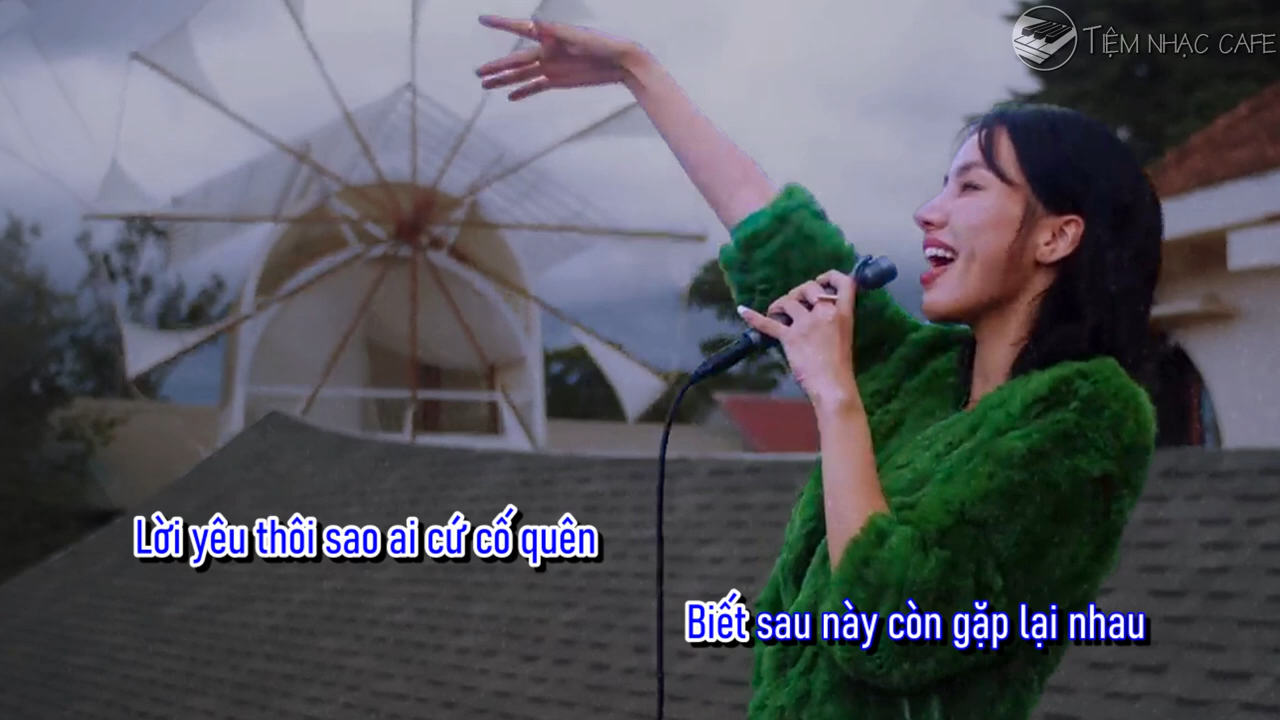 TIỆM NHẠC CAFE
Lời yêu thôi sao ai cứ cố quên
Biết sau này còn gặp lại nhau